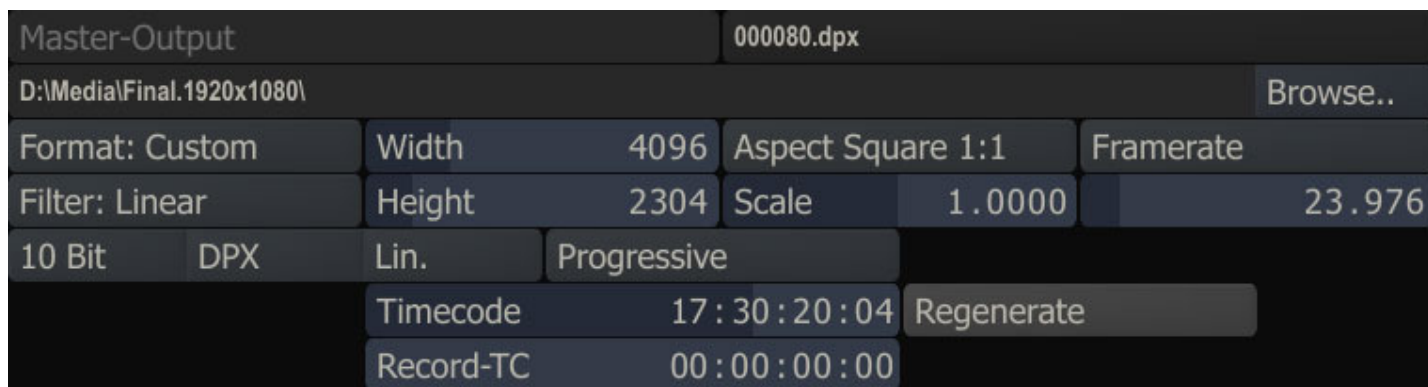 Master-Output 000080.dpx
D:\Media\Final.1920x1080\ Browse..
Format: Custom Width 4096 Aspect Square 1:1 Framerate
Filter: Linear Height 2304 Scale 1.0000 23.976
10 Bit DPX Lin. Progressive
Timecode 17:30:20:04 Regenerate
Record-TC 00:00:00:00